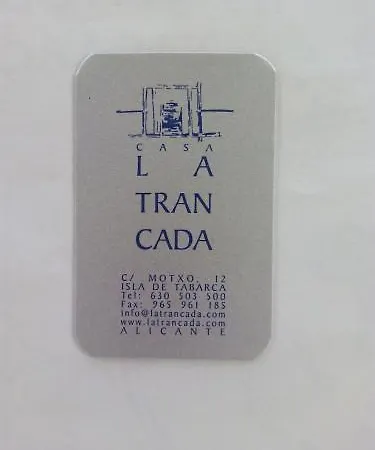 CASA
LA
TRAN
CADA
C/ MOTXO, 12
ISLA DE TABARCA
Tel: 630 503 500
Fax: 965 961 185
info@latrancada.com
www.latrancada.com
ALICANTE